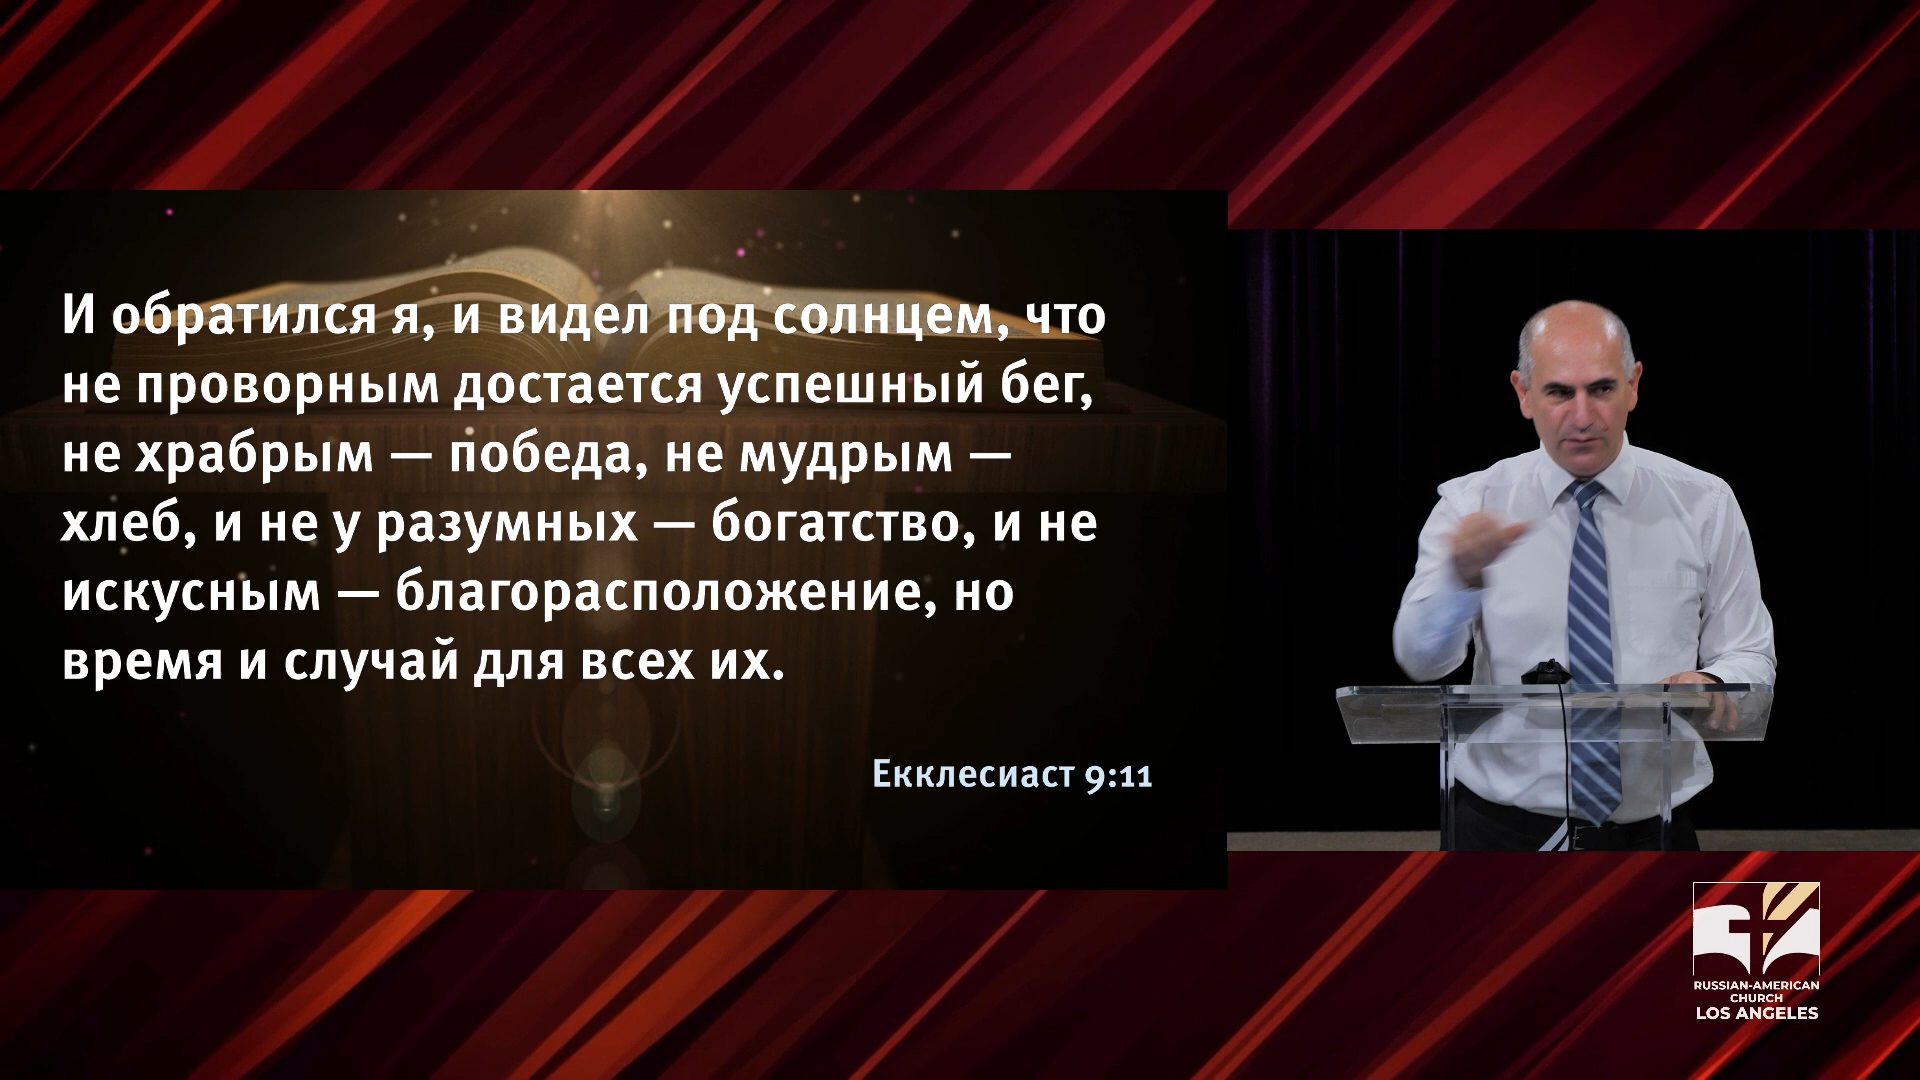 И обратился я, и видел под солнцем, что
не проворным достается успешный бег,
не храбрым — победа, не мудрым —
хлеб, и не у разумных — богатство, и не
искусным — благорасположение, но
время и случай для всех их.
Екклесиаст 9:11
RUSSIAN-AMERICAN
CHURCH
LOS ANGELES